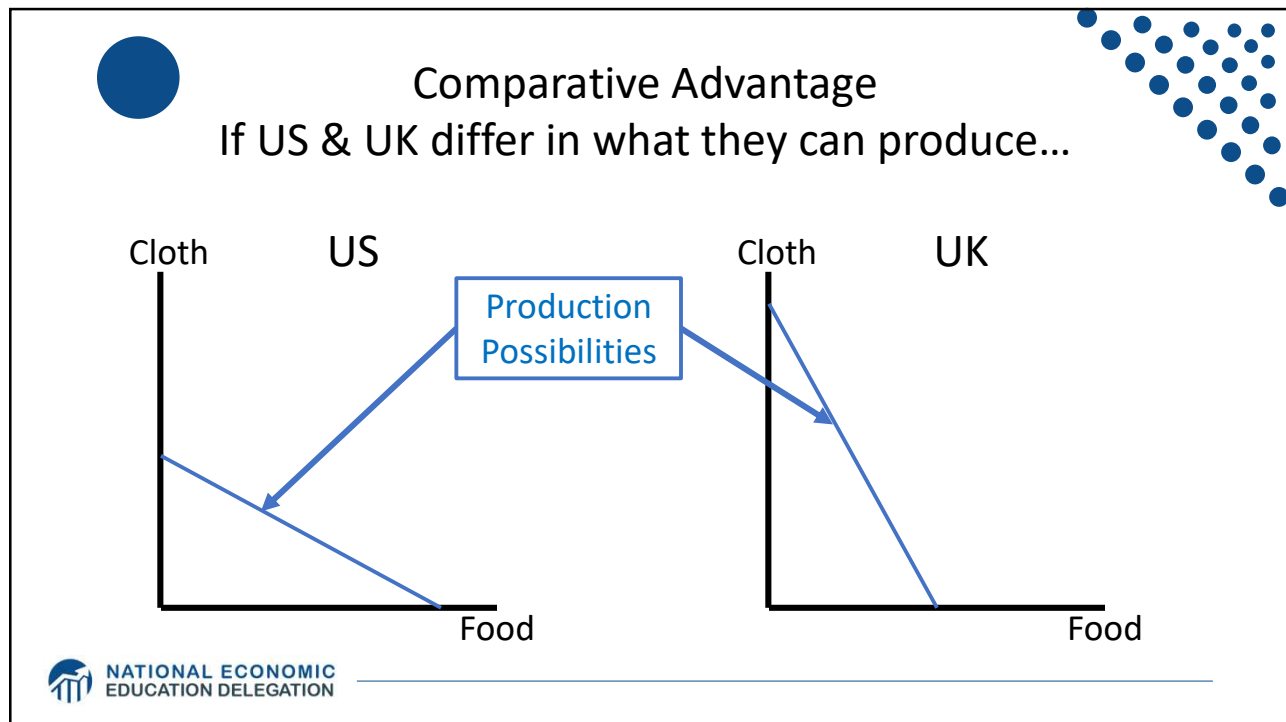 Comparative Advantage
If US & UK differ in what they can produce…
Cloth
US
Production
Possibilities
Food
Cloth
UK
Food
NATIONAL ECONOMIC
EDUCATION DELEGATION